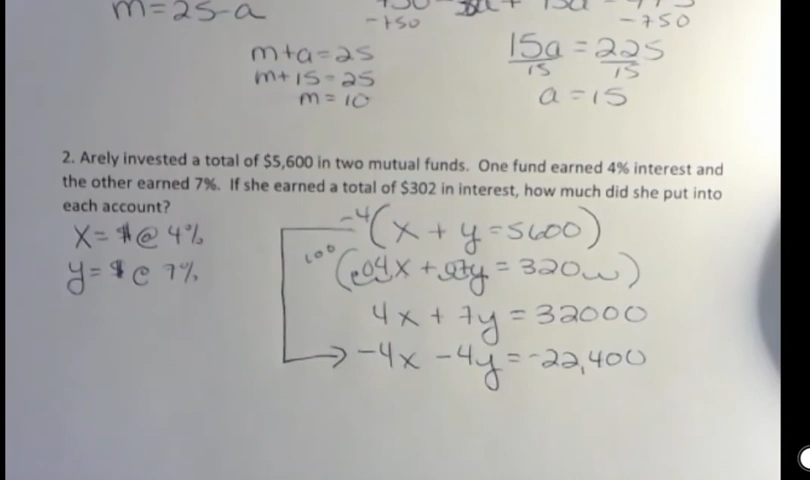 m=25-a
-750
-750
m+a=25
m+15=25
m=10
15a = 225
15 15
a=15
2. Arely invested a total of $5,600 in two mutual funds. One fund earned 4% interest and
the other earned 7%. If she earned a total of $302 in interest, how much did she put into
each account?
x=$@ 4%
y=$@ 7%
-4(x + y=5600)
100(.04x + .07y = 320)
4x + 7y = 32000
-4x -4y=-22,400